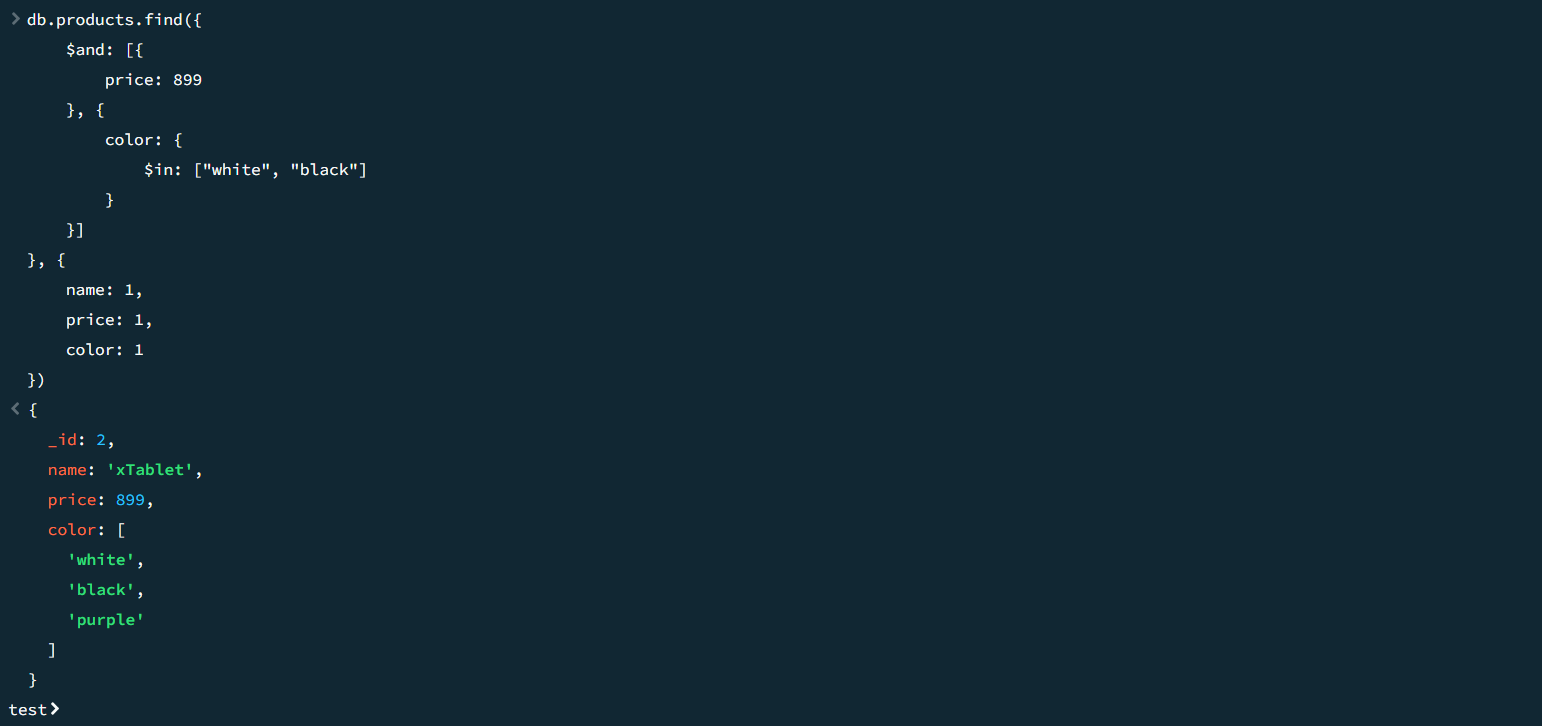 > db.products.find({
$and: [{
price: 899
}, {
color: {
$in: ["white", "black"]
}
}]
}, {
name: 1,
price: 1,
color: 1
})
< {
_id: 2,
name: 'xTablet',
price: 899,
color: [
'white',
'black',
'purple'
]
}
test>